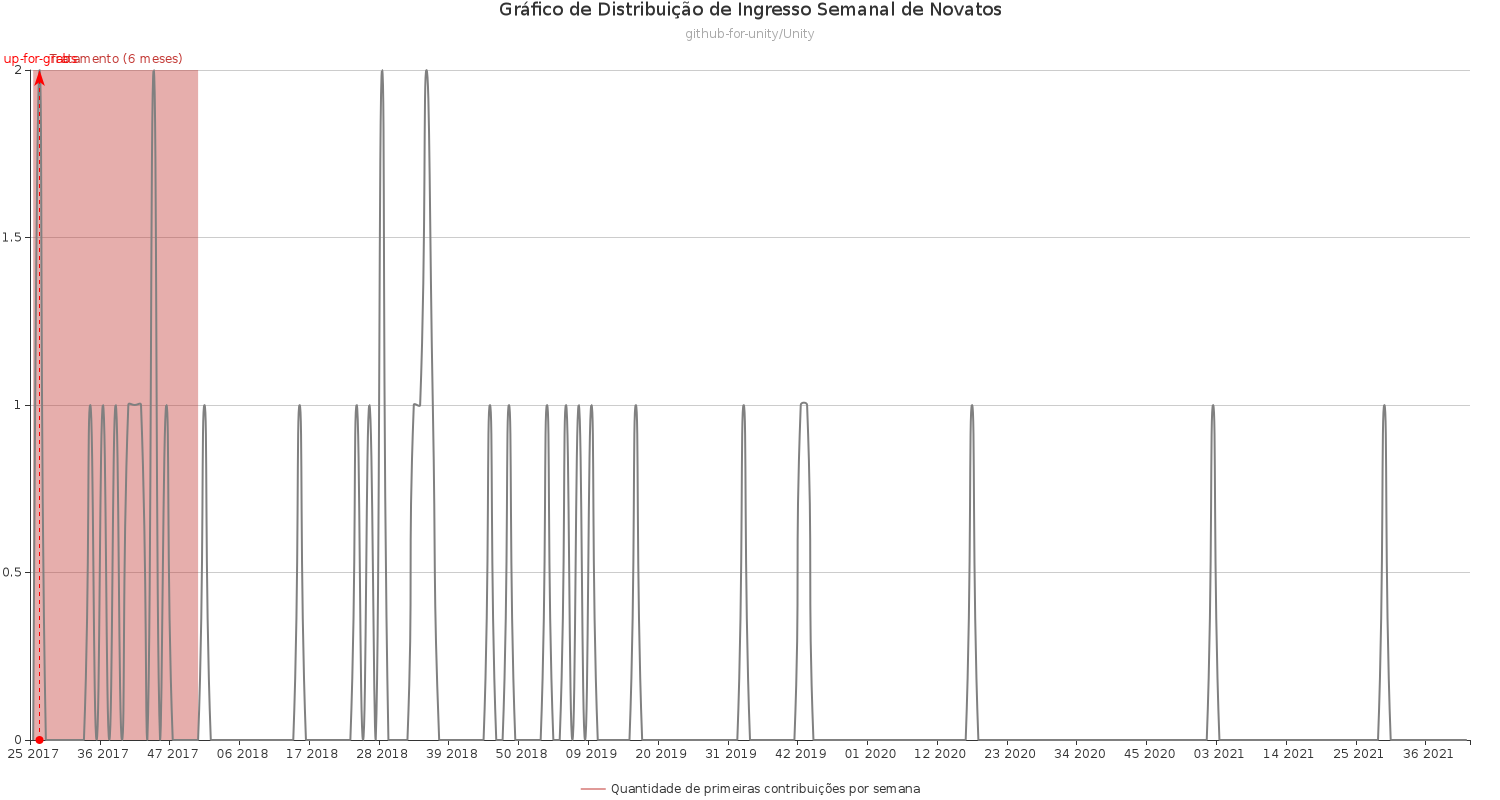 Gráfico de Distribuição de Ingresso Semanal de Novatos
github-for-unity/Unity
up-for-grabs
Tratamento (6 meses)
2
1.5
1
0.5
0
25 2017 36 2017 47 2017 06 2018 17 2018 28 2018 39 2018 50 2018 09 2019 20 2019 31 2019 42 2019 01 2020 12 2020 23 2020 34 2020 45 2020 03 2021 14 2021 25 2021 36 2021
Quantidade de primeiras contribuições por semana